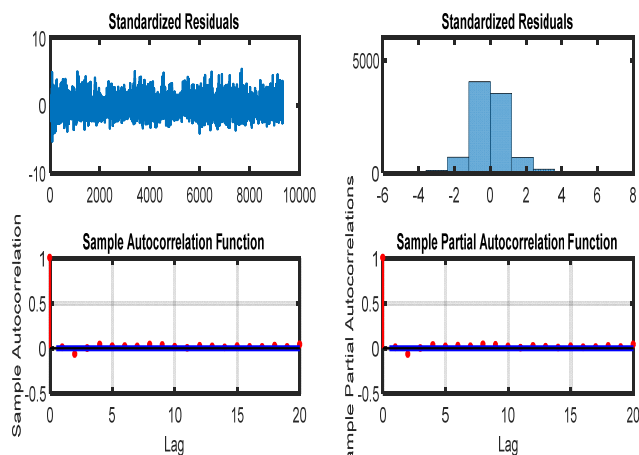 Standardized Residuals
10
0
-10
0 2000 4000 6000 8000 10000
Standardized Residuals
5000
0
-6 -4 -2 0 2 4 6 8
Sample Autocorrelation Function
Sample Autocorrelation
1
0.5
0
-0.5
0 5 10 15 20
Lag
Sample Partial Autocorrelation Function
mple Partial Autocorrelations
1
0.5
0
-0.5
0 5 10 15 20
Lag